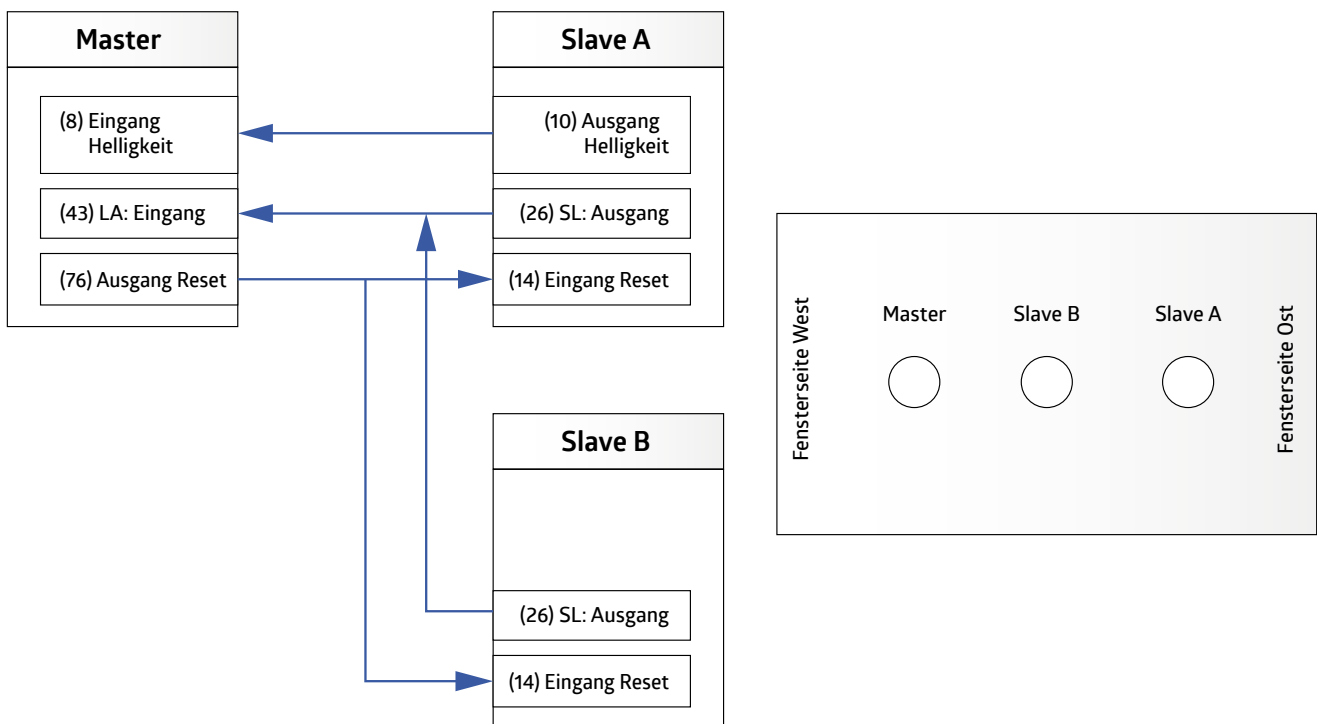 Master
(8) Eingang
Helligkeit
(43) LA: Eingang
(76) Ausgang Reset
Slave A
(10) Ausgang
Helligkeit
(26) SL: Ausgang
(14) Eingang Reset
Slave B
(26) SL: Ausgang
(14) Eingang Reset
Fensterseite West
Master
Slave B
Slave A
Fensterseite Ost